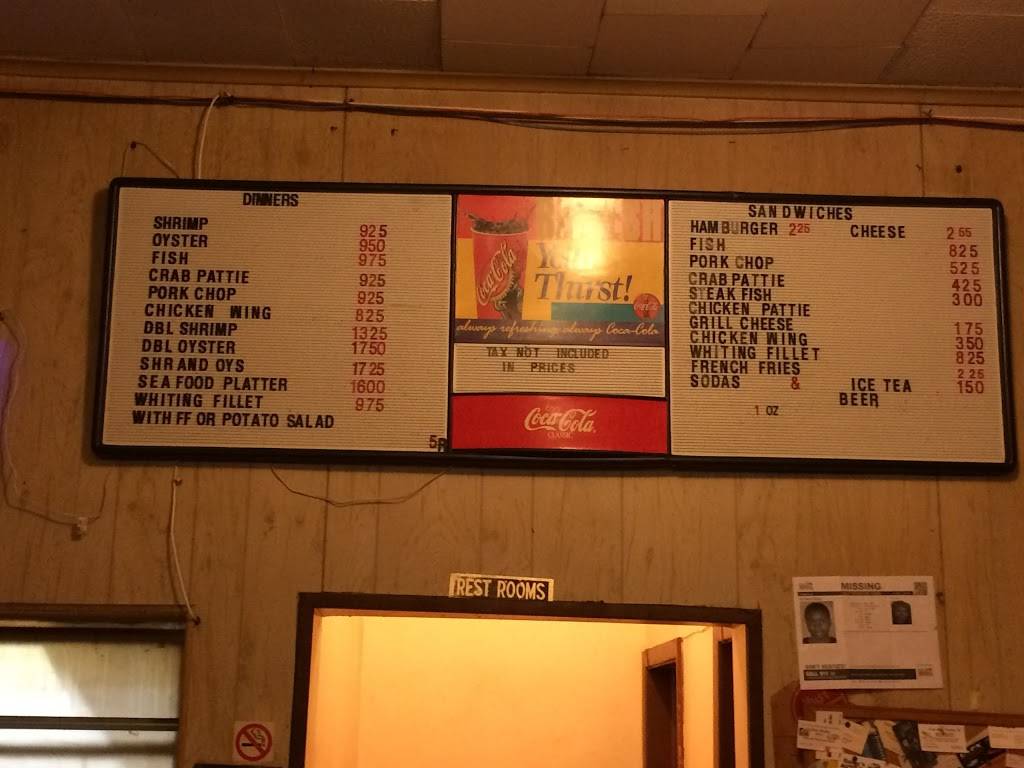 DINNERS
SHRIMP 925
OYSTER 950
FISH 975
CRAB PATTIE 925
PORK CHOP 925
CHICKEN WING 825
DBL SHRIMP 1325
DBL OYSTER 1750
SHR AND OYS 1725
SEA FOOD PLATTER 1600
WHITING FILLET 975
WITH FF OR POTATO SALAD
5R
Coca-Cola
Your
Thirst!
always refreshing always Coca-Cola
TAX NOT INCLUDED
IN PRICES
Coca-Cola
CLASSIC
SANDWICHES
HAMBURGER 225 CHEESE 265
FISH 825
PORK CHOP 525
CRAB PATTIE 425
STEAK FISH 300
CHICKEN PATTIE
GRILL CHEESE 175
CHICKEN WING 350
WHITING FILLET 825
FRENCH FRIES 225
SODAS & ICE TEA 150
BEER
1 OZ
REST ROOMS
MISSING